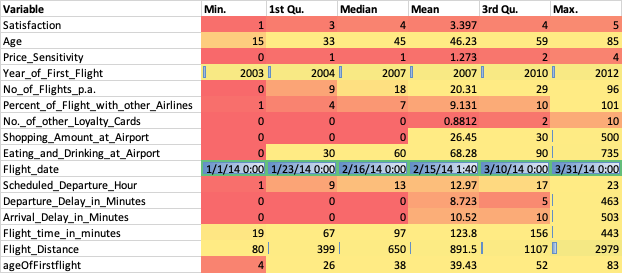 Variable Min. 1st Qu. Median Mean 3rd Qu. Max.
Satisfaction 1 3 4 3.397 4 5
Age 15 33 45 46.23 59 85
Price_Sensitivity 0 1 1 1.273 2 4
Year_of_First_Flight 2003 2004 2007 2007 2010 2012
No_of_Flights_p.a. 0 9 18 20.31 29 96
Percent_of_Flight_with_other_Airlines 1 4 7 9.131 10 101
No._of_other_Loyalty_Cards 0 0 0 0.8812 2 10
Shopping_Amount_at_Airport 0 0 0 26.45 30 500
Eating_and_Drinking_at_Airport 0 30 60 68.28 90 735
Flight_date 1/1/14 0:00 1/23/14 0:00 2/16/14 0:00 2/15/14 1:40 3/10/14 0:00 3/31/14 0:00
Scheduled_Departure_Hour 1 9 13 12.97 17 23
Departure_Delay_in_Minutes 0 0 0 8.723 5 463
Arrival_Delay_in_Minutes 0 0 0 10.52 10 503
Flight_time_in_minutes 19 67 97 123.8 156 443
Flight_Distance 80 399 650 891.5 1107 2979
ageOfFirstflight 4 26 38 39.43 52 83